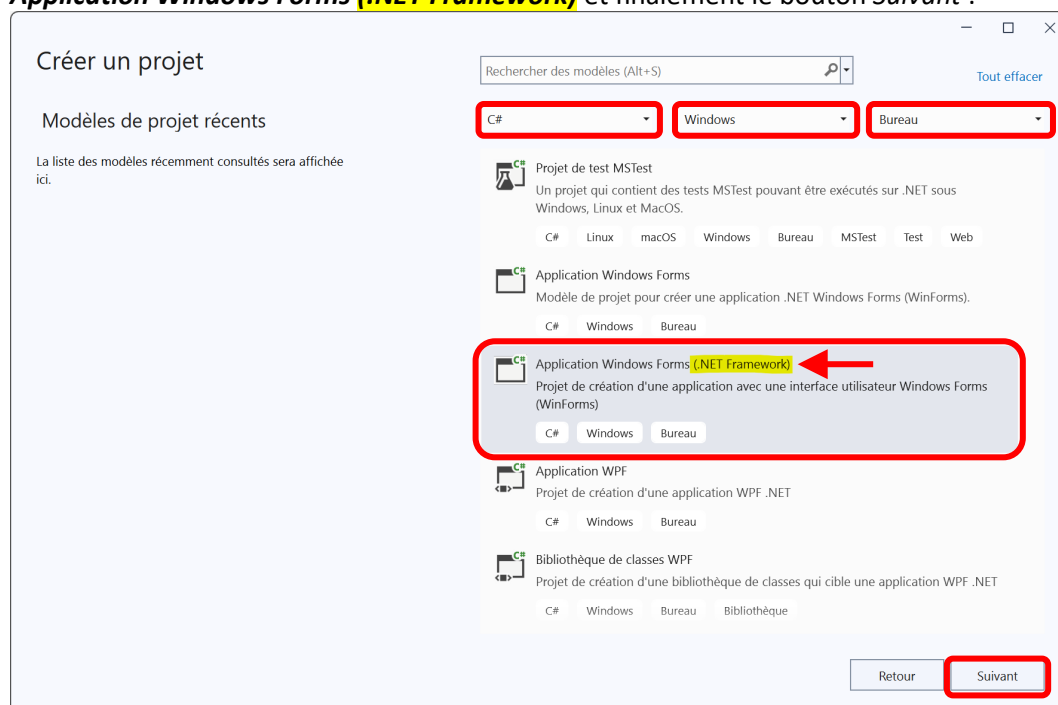 Application Windows Forms (.NET Framework) et finalement le bouton Suivant :
Créer un projet
Rechercher des modèles (Alt+S)
Tout effacer
Modèles de projet récents
C# Windows Bureau
La liste des modèles récemment consultés sera affichée
ici.
C#
Projet de test MSTest
Un projet qui contient des tests MSTest pouvant être exécutés sur .NET sous
Windows, Linux et MacOS.
C# Linux macOS Windows Bureau MSTest Test Web
C#
Application Windows Forms
Modèle de projet pour créer une application .NET Windows Forms (WinForms).
C# Windows Bureau
C#
Application Windows Forms (.NET Framework)
Projet de création d'une application avec une interface utilisateur Windows Forms
(WinForms)
C# Windows Bureau
C#
Application WPF
Projet de création d'une application WPF .NET
C# Windows Bureau
C#
Bibliothèque de classes WPF
Projet de création d'une bibliothèque de classes qui cible une application WPF .NET
C# Windows Bureau Bibliothèque
Retour Suivant